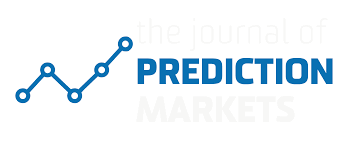 the journal of
PREDICTION
MARKETS